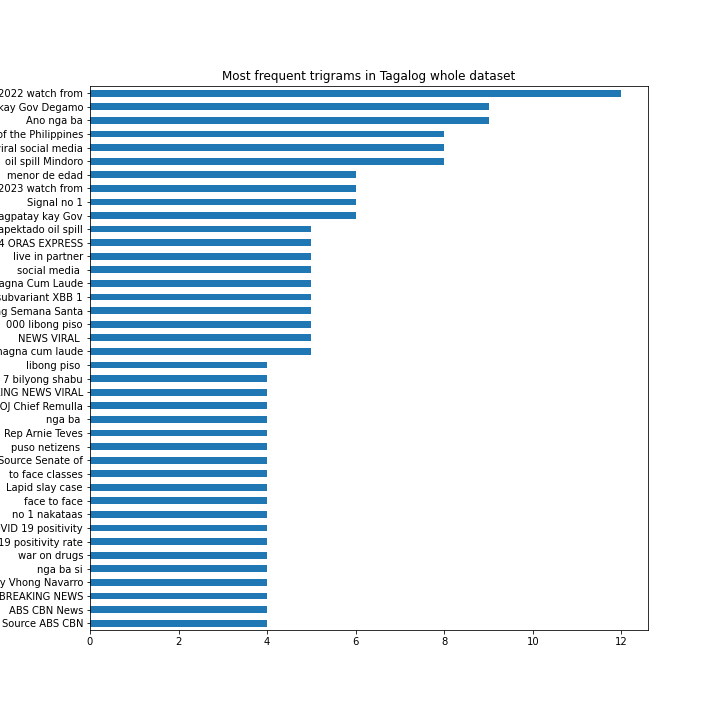 Most frequent trigrams in Tagalog whole dataset
2022 watch from
kay Gov Degamo
Ano nga ba
of the Philippines
viral social media
oil spill Mindoro
menor de edad
2023 watch from
Signal no 1
agpatay kay Gov
apektado oil spill
4 ORAS EXPRESS
live in partner
social media
agna Cum Laude
subvariant XBB 1
ng Semana Santa
000 libong piso
NEWS VIRAL
magna cum laude
libong piso
7 bilyong shabu
KING NEWS VIRAL
OJ Chief Remulla
nga ba
Rep Arnie Teves
puso netizens
Source Senate of
to face classes
Lapid slay case
face to face
no 1 nakataas
VID 19 positivity
19 positivity rate
war on drugs
nga ba si
y Vhong Navarro
BREAKING NEWS
ABS CBN News
Source ABS CBN
0 2 4 6 8 10 12